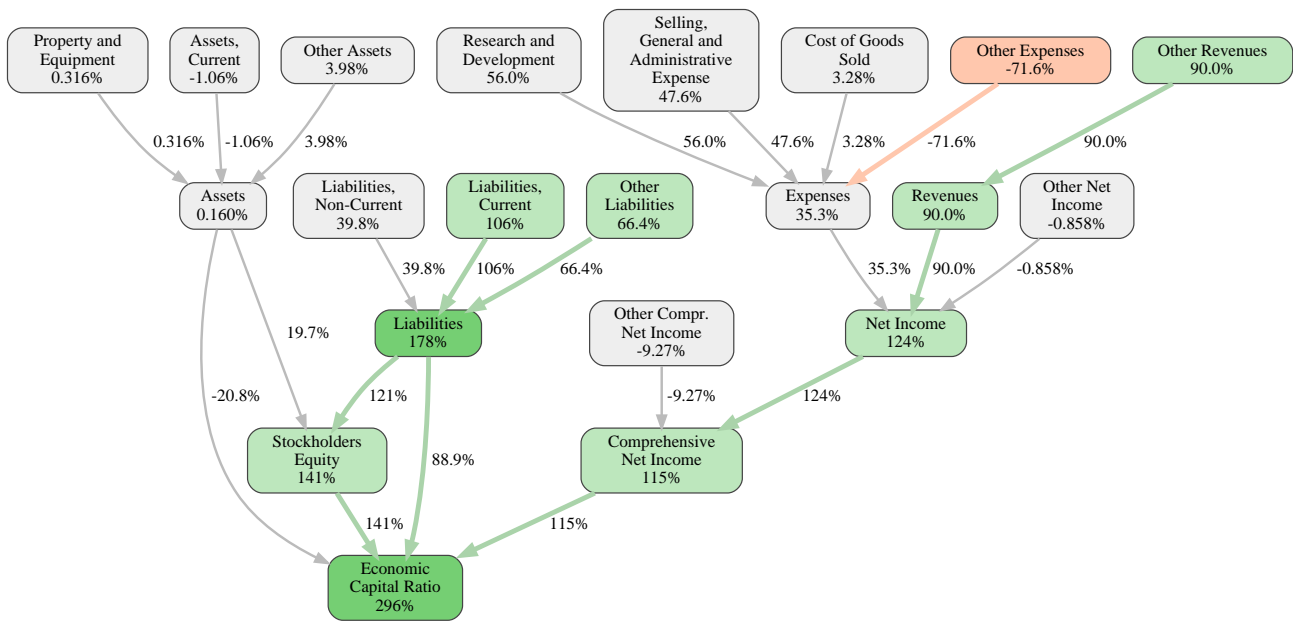 Property and
Equipment
0.316%
Assets,
Current
-1.06%
Other Assets
3.98%
Research and
Development
56.0%
Selling,
General and
Administrative
Expense
47.6%
Cost of Goods
Sold
3.28%
Other Expenses
-71.6%
Other Revenues
90.0%
0.316%
-1.06%
3.98%
56.0%
47.6%
3.28%
-71.6%
90.0%
Assets
0.160%
Liabilities,
Non-Current
39.8%
Liabilities,
Current
106%
Other
Liabilities
66.4%
Expenses
35.3%
Revenues
90.0%
Other Net
Income
-0.858%
39.8%
106%
66.4%
35.3%
90.0%
-0.858%
Liabilities
178%
Other Compr.
Net Income
-9.27%
Net Income
124%
19.7%
-20.8%
121%
-9.27%
124%
Stockholders
Equity
141%
88.9%
Comprehensive
Net Income
115%
141%
115%
Economic
Capital Ratio
296%